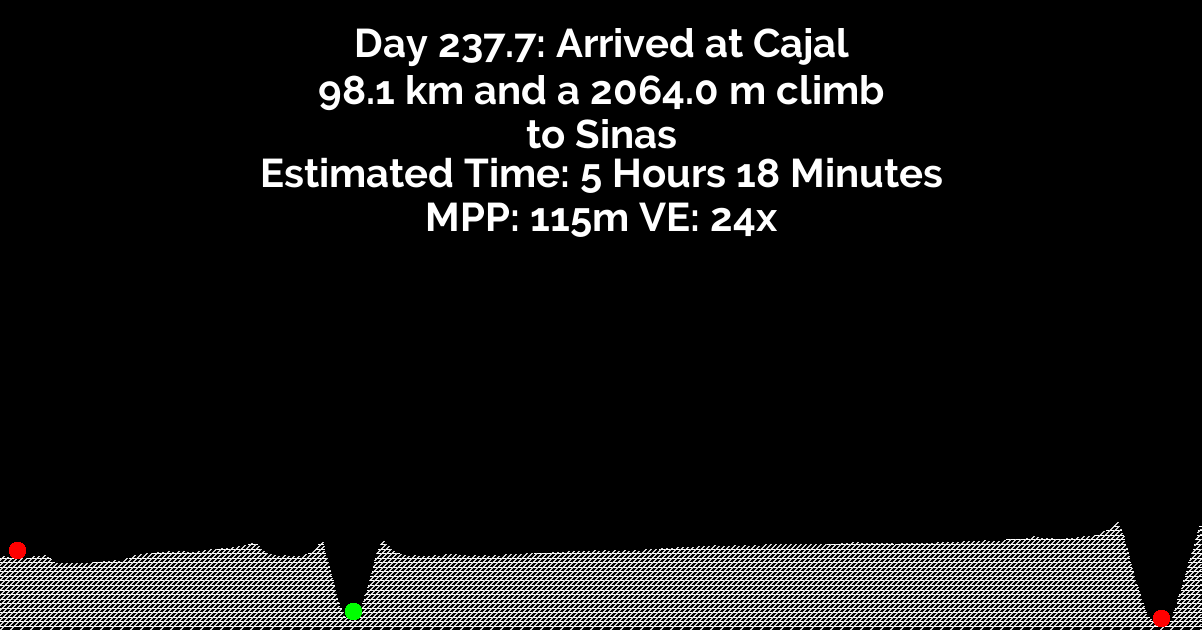 Day 237.7: Arrived at Cajal
98.1 km and a 2064.0 m climb
to Sinas
Estimated Time: 5 Hours 18 Minutes
MPP: 115m VE: 24x